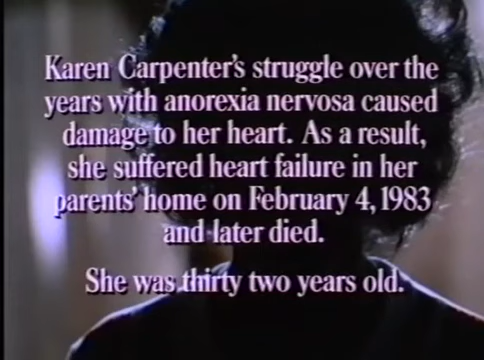 Karen Carpenter's struggle over the
years with anorexia nervosa caused
damage to her heart. As a result,
she suffered heart failure in her
parents' home on February 4, 1983
and later died.
She was thirty two years old.